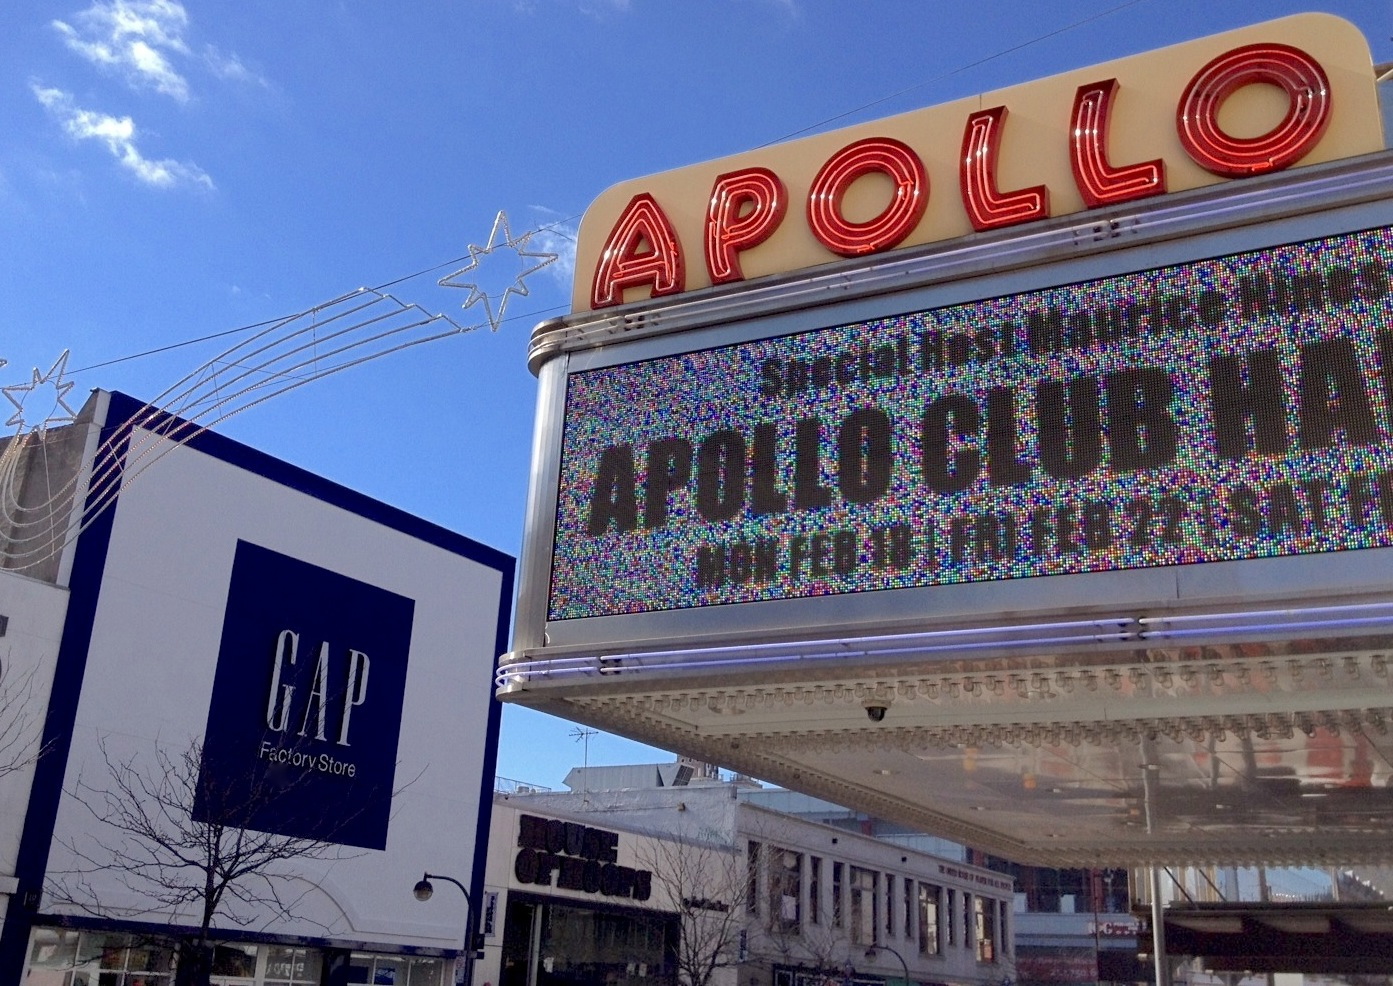 APOLLO
Special Host Maurice Hines
APOLLO CLUB HA
MON FEB 18 | FRI FEB 22 | SAT F
GAP
Factory Store
HOUSE
OF HOOPS